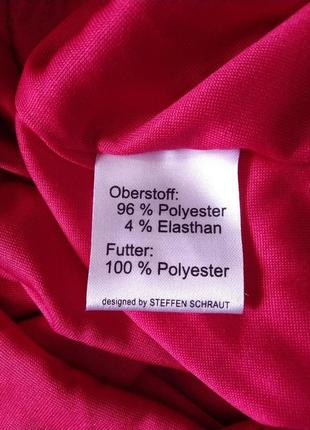 Oberstoff:
96 % Polyester
4 % Elasthan
Futter:
100 % Polyester
designed by STEFFEN SCHRAUT